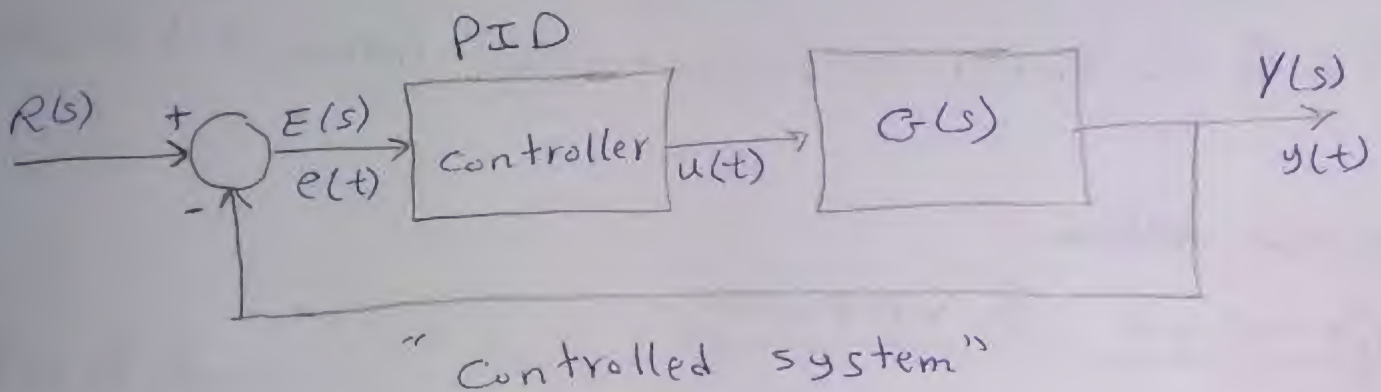 PID
R(s)
+
-
E(s)
e(t)
controller
u(t)
G(s)
Y(s)
y(t)
"Controlled system"